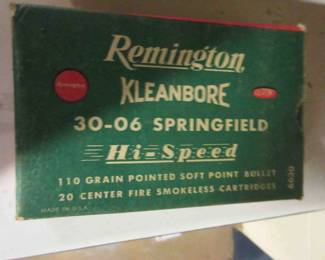 Remington
Remington
KLEANBORE
30-06 SPRINGFIELD
Hi-Speed
110 GRAIN POINTED SOFT POINT BULLET
20 CENTER FIRE SMOKELESS CARTRIDGES
MADE IN U.S.A.